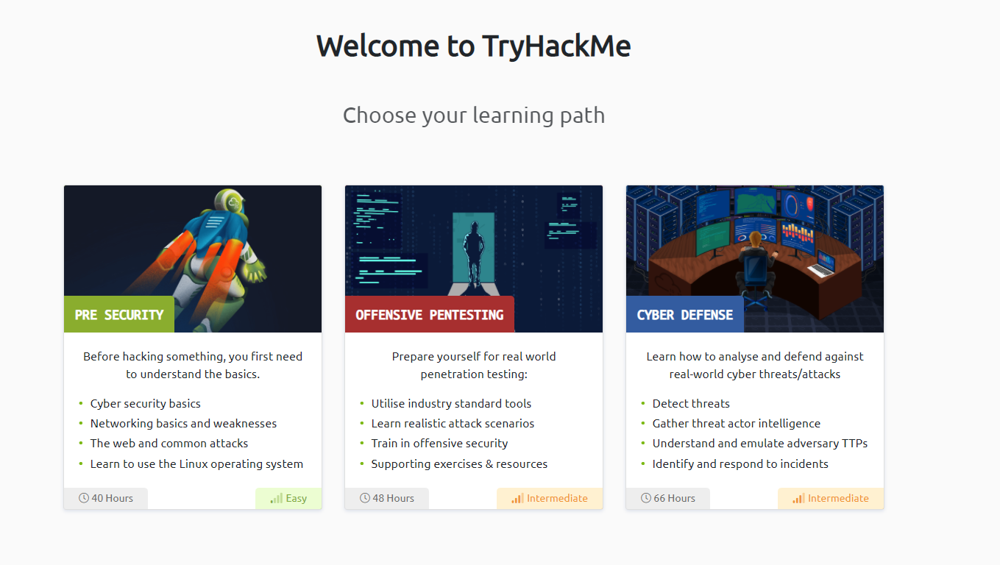 Welcome to TryHackMe
Choose your learning path
PRE SECURITY
Before hacking something, you first need
to understand the basics.
Cyber security basics
Networking basics and weaknesses
The web and common attacks
Learn to use the Linux operating system
40 Hours
Easy
OFFENSIVE PENTESTING
Prepare yourself for real world
penetration testing:
Utilise industry standard tools
Learn realistic attack scenarios
Train in offensive security
Supporting exercises & resources
48 Hours
Intermediate
CYBER DEFENSE
Learn how to analyse and defend against
real-world cyber threats/attacks
Detect threats
Gather threat actor intelligence
Understand and emulate adversary TTPs
Identify and respond to incidents
66 Hours
Intermediate